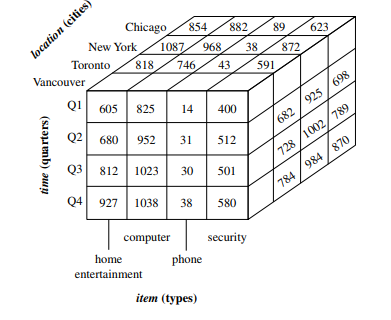 location (cities)
Chicago 854 882 89 623
New York 1087 968 38 872
Toronto 818 746 43 591
Vancouver
time (quarters)
Q1 605 825 14 400
Q2 680 952 31 512
Q3 812 1023 30 501
Q4 927 1038 38 580
682 925 698
728 1002 789
784 984 870
computer security
home phone
entertainment
item (types)